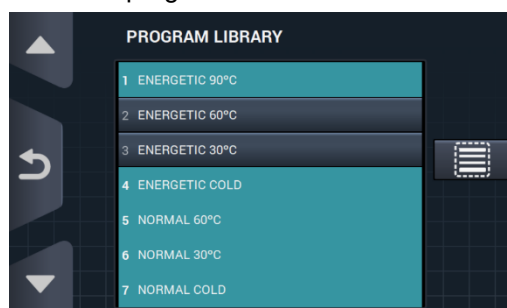 PROGRAM LIBRARY
1 ENERGETIC 90ºC
2 ENERGETIC 60ºC
3 ENERGETIC 30ºC
4 ENERGETIC COLD
5 NORMAL 60ºC
6 NORMAL 30ºC
7 NORMAL COLD